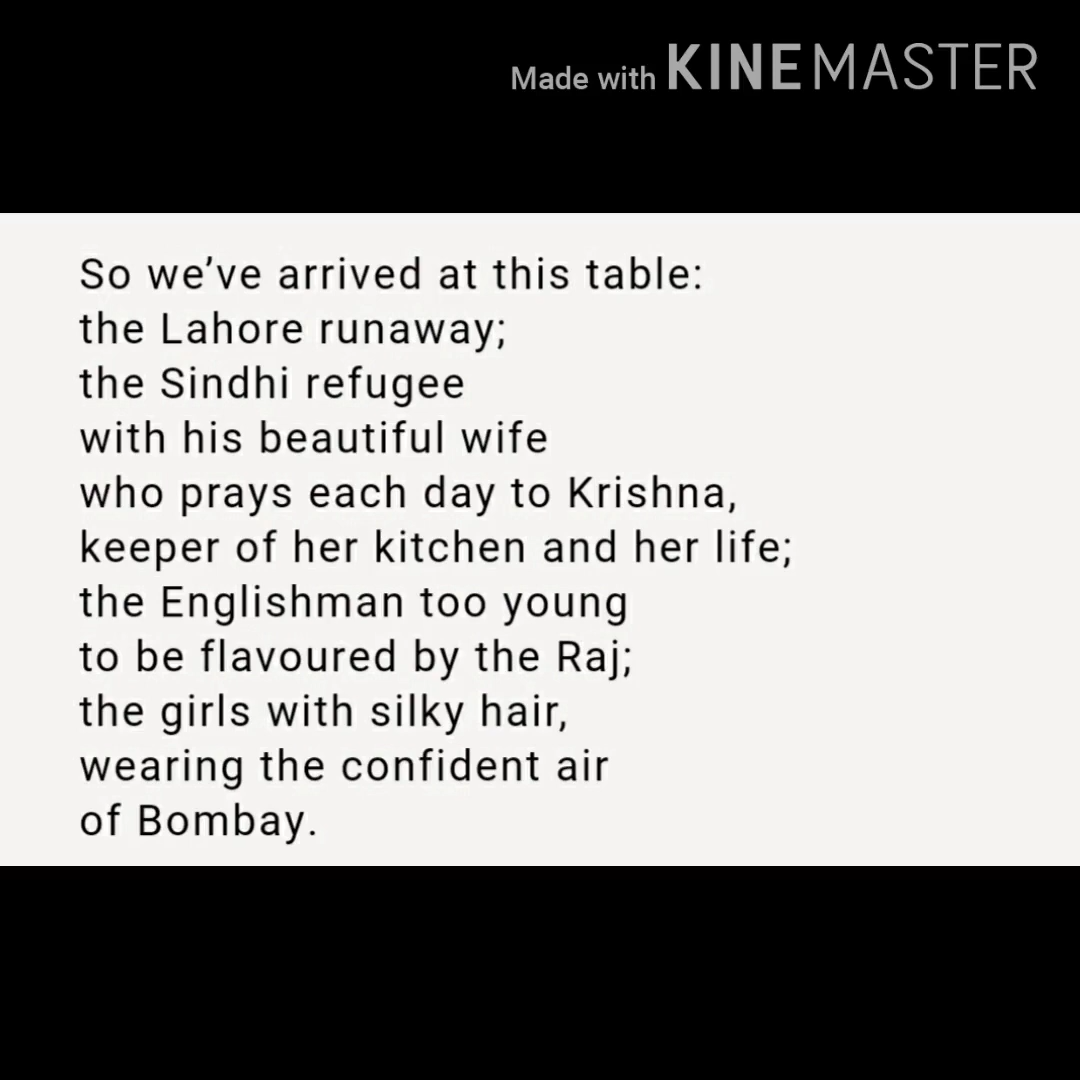 Made with KINEMASTER
So we’ve arrived at this table:
the Lahore runaway;
the Sindhi refugee
with his beautiful wife
who prays each day to Krishna,
keeper of her kitchen and her life;
the Englishman too young
to be flavoured by the Raj;
the girls with silky hair,
wearing the confident air
of Bombay.